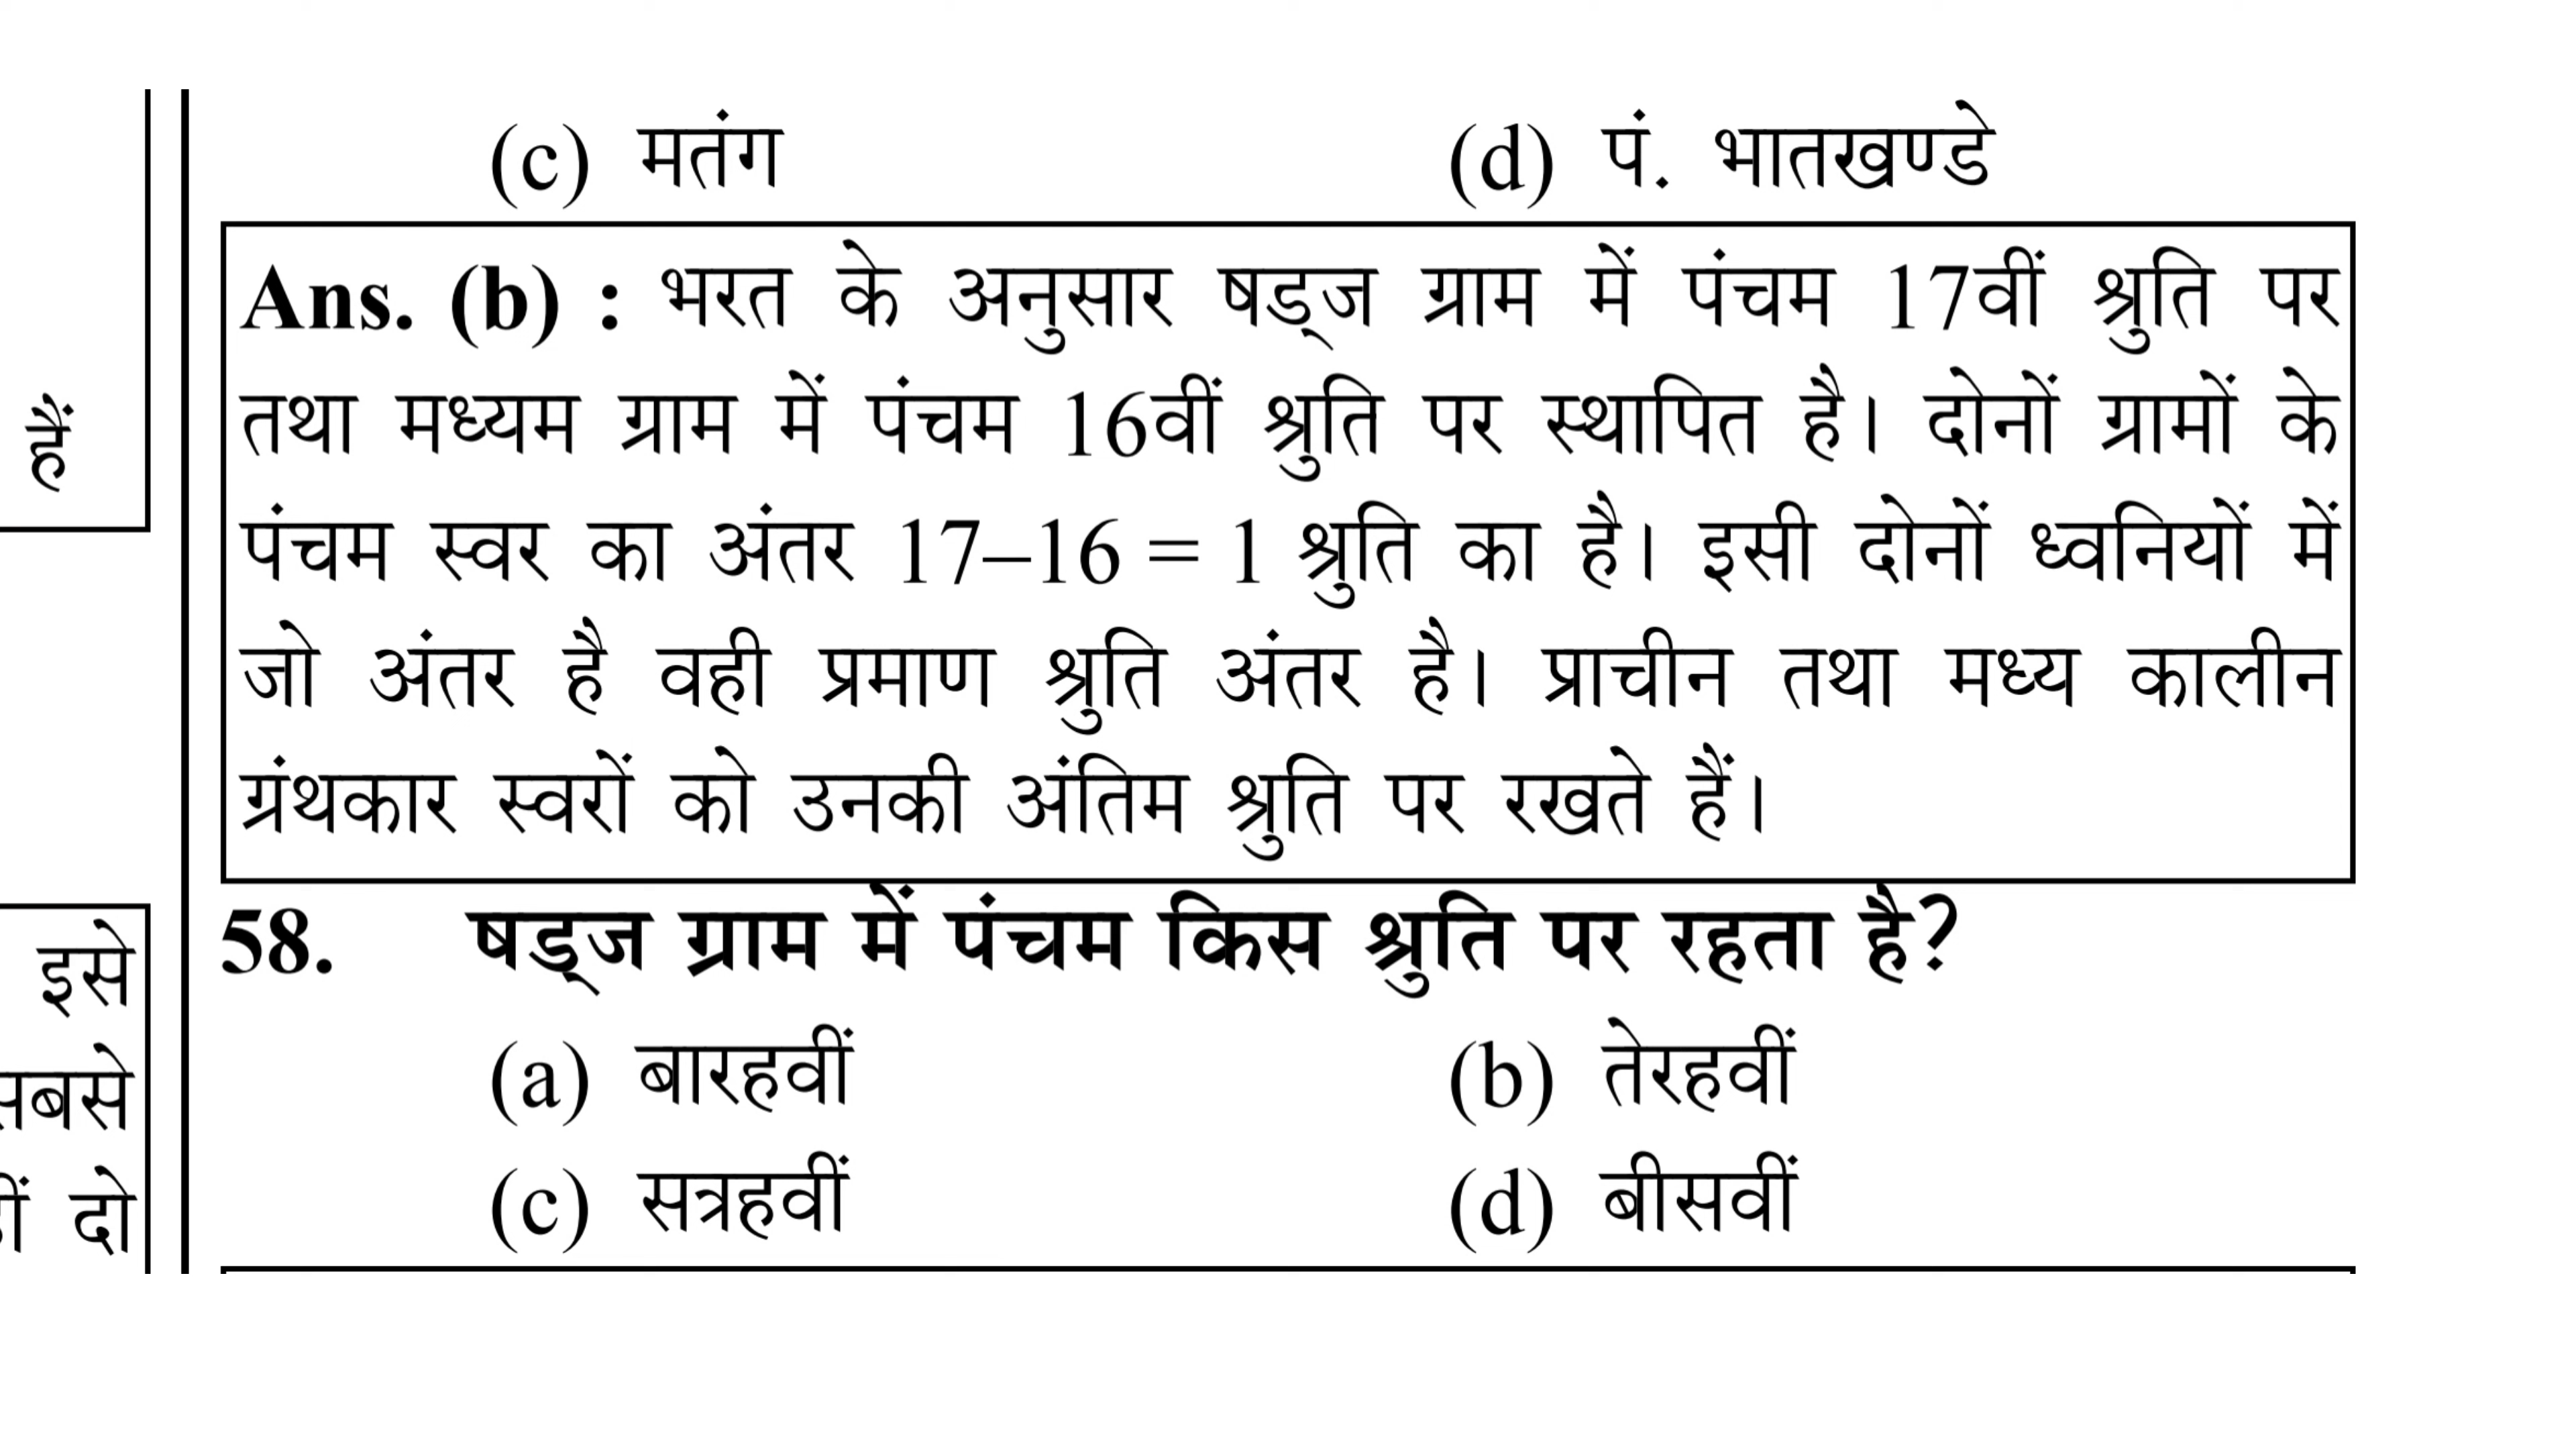 हैं
इसे
दो
(c) मतंग (d) पं. भातखण्डे
Ans. (b) : भरत के अनुसार षड्ज ग्राम में पंचम 17वीं श्रुति पर
तथा मध्यम ग्राम में पंचम 16वीं श्रुति पर स्थापित है। दोनों ग्रामों के
पंचम स्वर का अंतर 17–16 = 1 श्रुति का है। इसी दोनों ध्वनियों में
जो अंतर है वही प्रमाण श्रुति अंतर है। प्राचीन तथा मध्य कालीन
ग्रंथकार स्वरों को उनकी अंतिम श्रुति पर रखते हैं।
58. षड्ज ग्राम में पंचम किस श्रुति पर रहता है?
(a) बारहवीं (b) तेरहवीं
(c) सत्रहवीं (d) बीसवीं